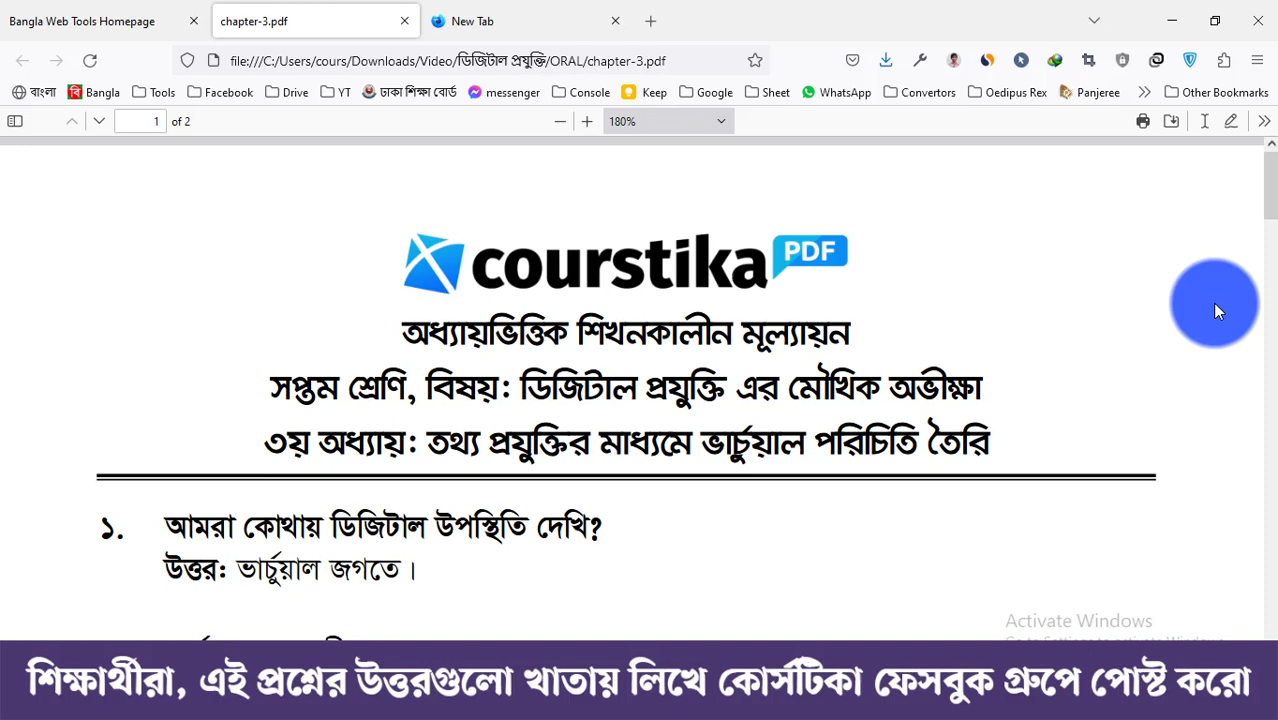 Bangla Web Tools Homepage
chapter-3.pdf
New Tab
file:///C:/Users/cours/Downloads/Video/ডিজিটাল প্রযুক্তি/ORAL/chapter-3.pdf
বাংলা
Bangla
Tools
Facebook
Drive
YT
ঢাকা শিক্ষা বোর্ড
messenger
Console
Keep
Google
Sheet
WhatsApp
Convertors
Oedipus Rex
Panjeree
Other Bookmarks
1 of 2
180%
courstika PDF
অধ্যায়ভিত্তিক শিখনকালীন মূল্যায়ন
সপ্তম শ্রেণি, বিষয়: ডিজিটাল প্রযুক্তি এর মৌখিক অভীক্ষা
৩য় অধ্যায়: তথ্য প্রযুক্তির মাধ্যমে ভার্চুয়াল পরিচিতি তৈরি
১. আমরা কোথায় ডিজিটাল উপস্থিতি দেখি?
উত্তর: ভার্চুয়াল জগতে।
Activate Windows
শিক্ষার্থীরা, এই প্রশ্নের উত্তরগুলো খাতায় লিখে কোর্সটিকা ফেসবুক গ্রুপে পোস্ট করো